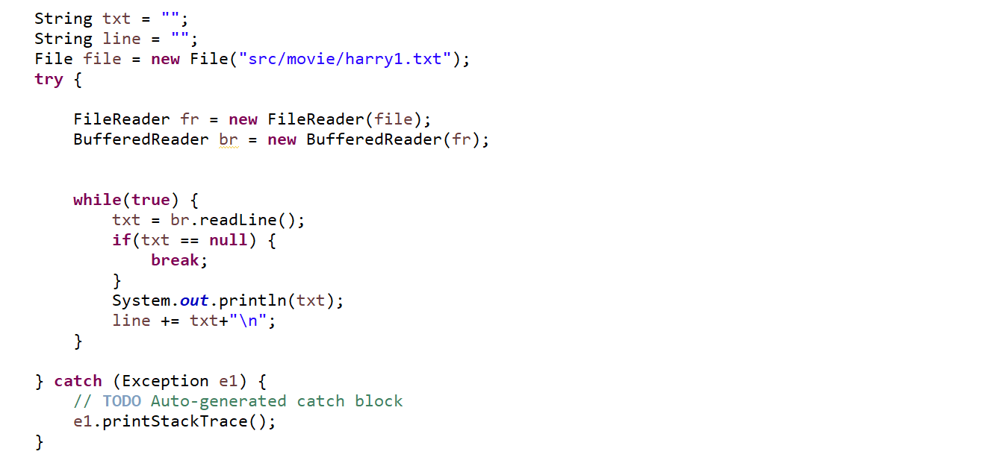 String txt = "";
String line = "";
File file = new File("src/movie/harry1.txt");
try {
FileReader fr = new FileReader(file);
BufferedReader br = new BufferedReader(fr);
while(true) {
txt = br.readLine();
if(txt == null) {
break;
}
System.out.println(txt);
line += txt+"\n";
}
} catch (Exception e1) {
// TODO Auto-generated catch block
e1.printStackTrace();
}